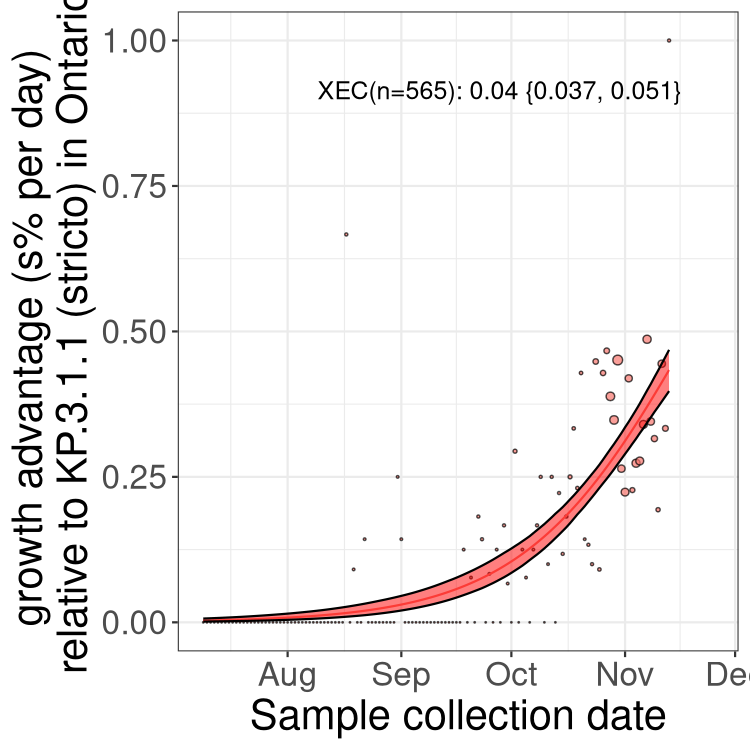 growth advantage (s% per day)
relative to KP.3.1.1 (stricto) in Ontario
1.00
0.75
0.50
0.25
0.00
XEC(n=565): 0.04 {0.037, 0.051}
Aug Sep Oct Nov De
Sample collection date